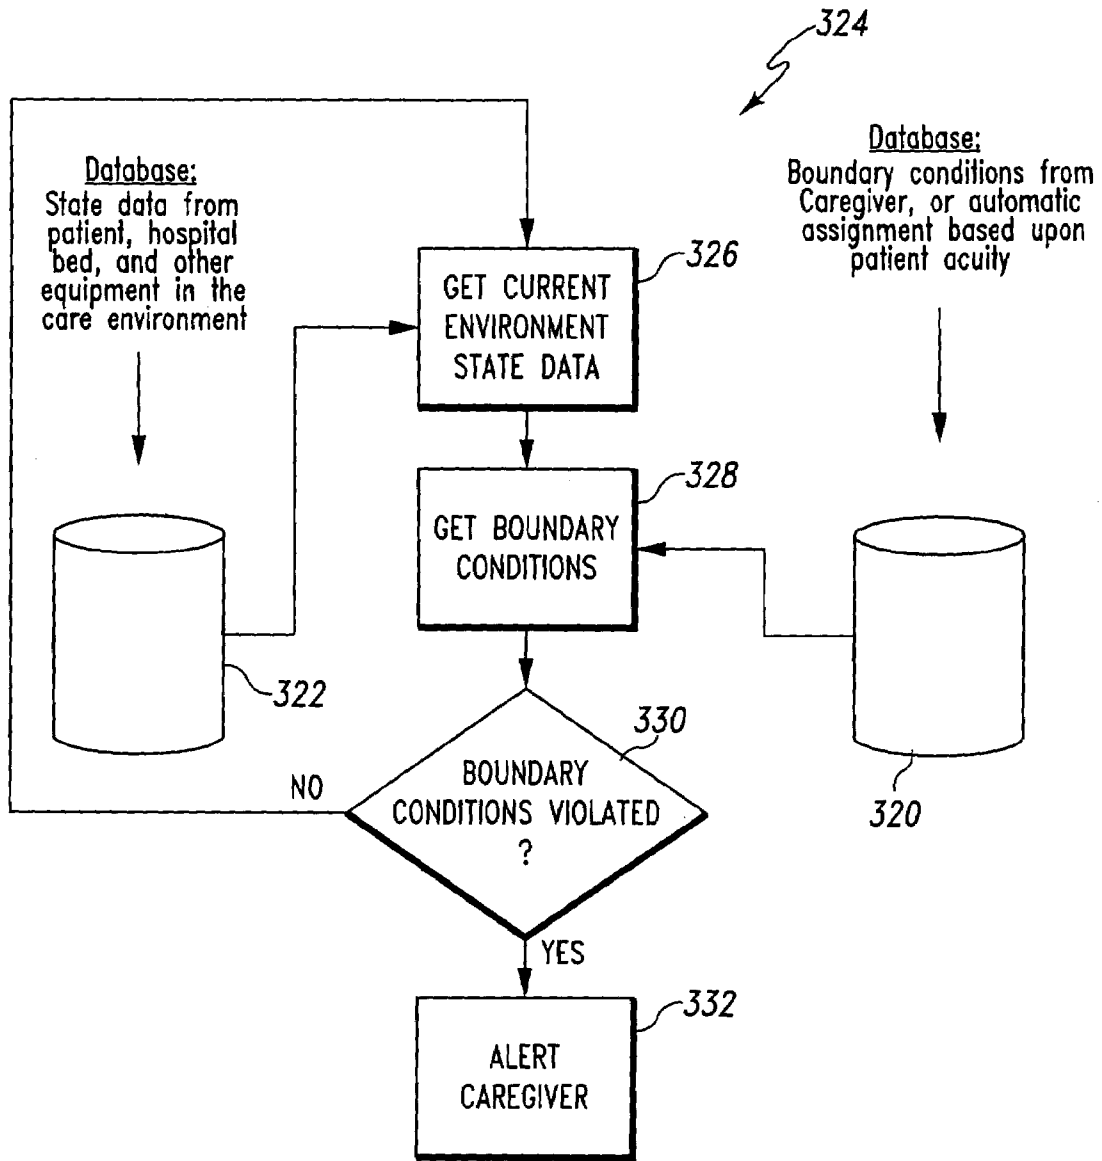 324
Database:
State data from
patient, hospital
bed, and other
equipment in the
care environment
Database:
Boundary conditions from
Caregiver, or automatic
assignment based upon
patient acuity
326
GET CURRENT
ENVIRONMENT
STATE DATA
328
GET BOUNDARY
CONDITIONS
322
320
330
BOUNDARY
CONDITIONS VIOLATED
?
NO
YES
332
ALERT
CAREGIVER